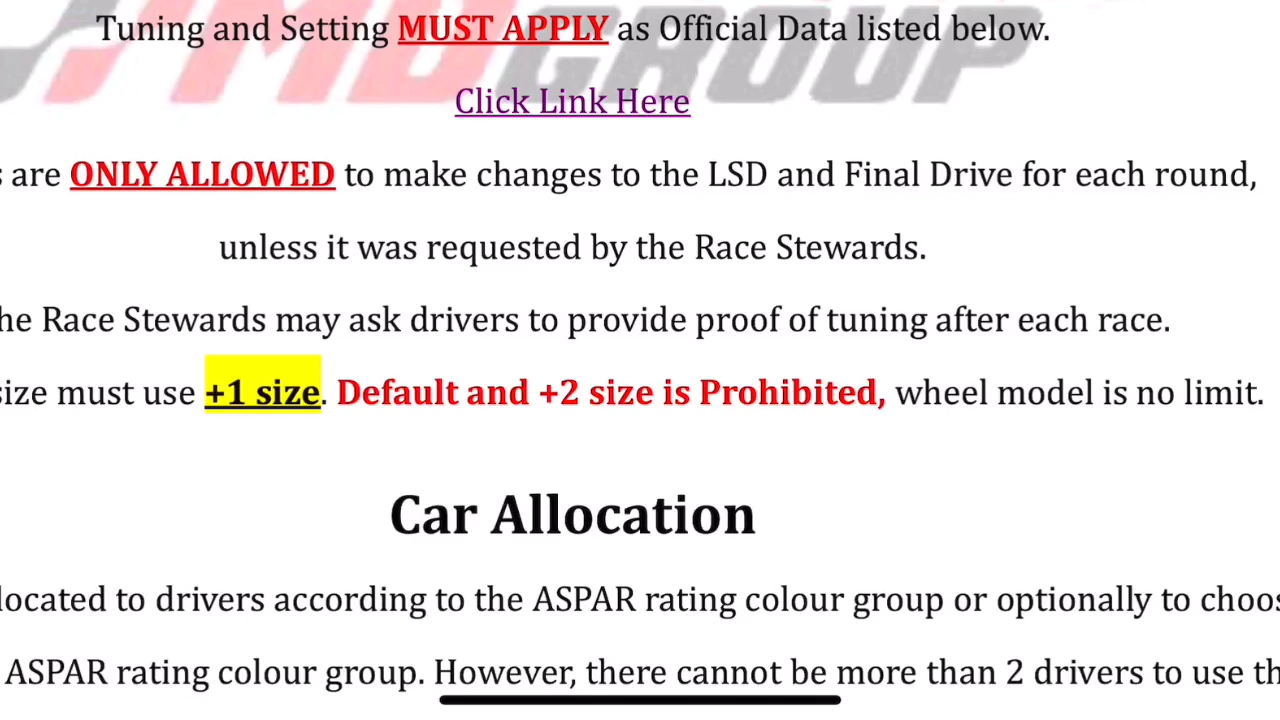 Tuning and Setting MUST APPLY as Official Data listed below.
GROUP
Click Link Here
are ONLY ALLOWED to make changes to the LSD and Final Drive for each round,
unless it was requested by the Race Stewards.
he Race Stewards may ask drivers to provide proof of tuning after each race.
size must use +1 size. Default and +2 size is Prohibited, wheel model is no limit.
Car Allocation
located to drivers according to the ASPAR rating colour group or optionally to choos
ASPAR rating colour group. However, there cannot be more than 2 drivers to use th